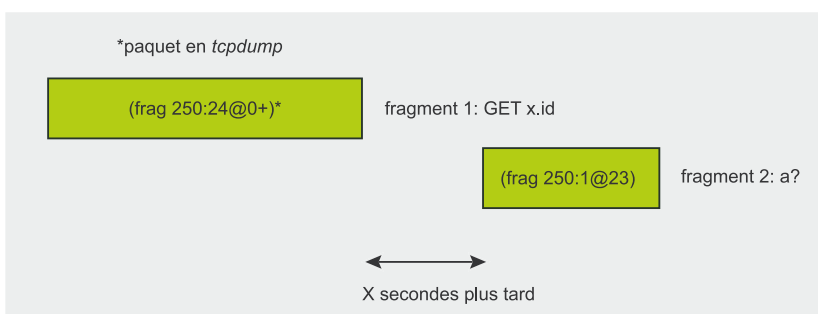 *paquet en tcpdump
(frag 250:24@0+)*
fragment 1: GET x.id
(frag 250:1@23)
fragment 2: a?
X secondes plus tard